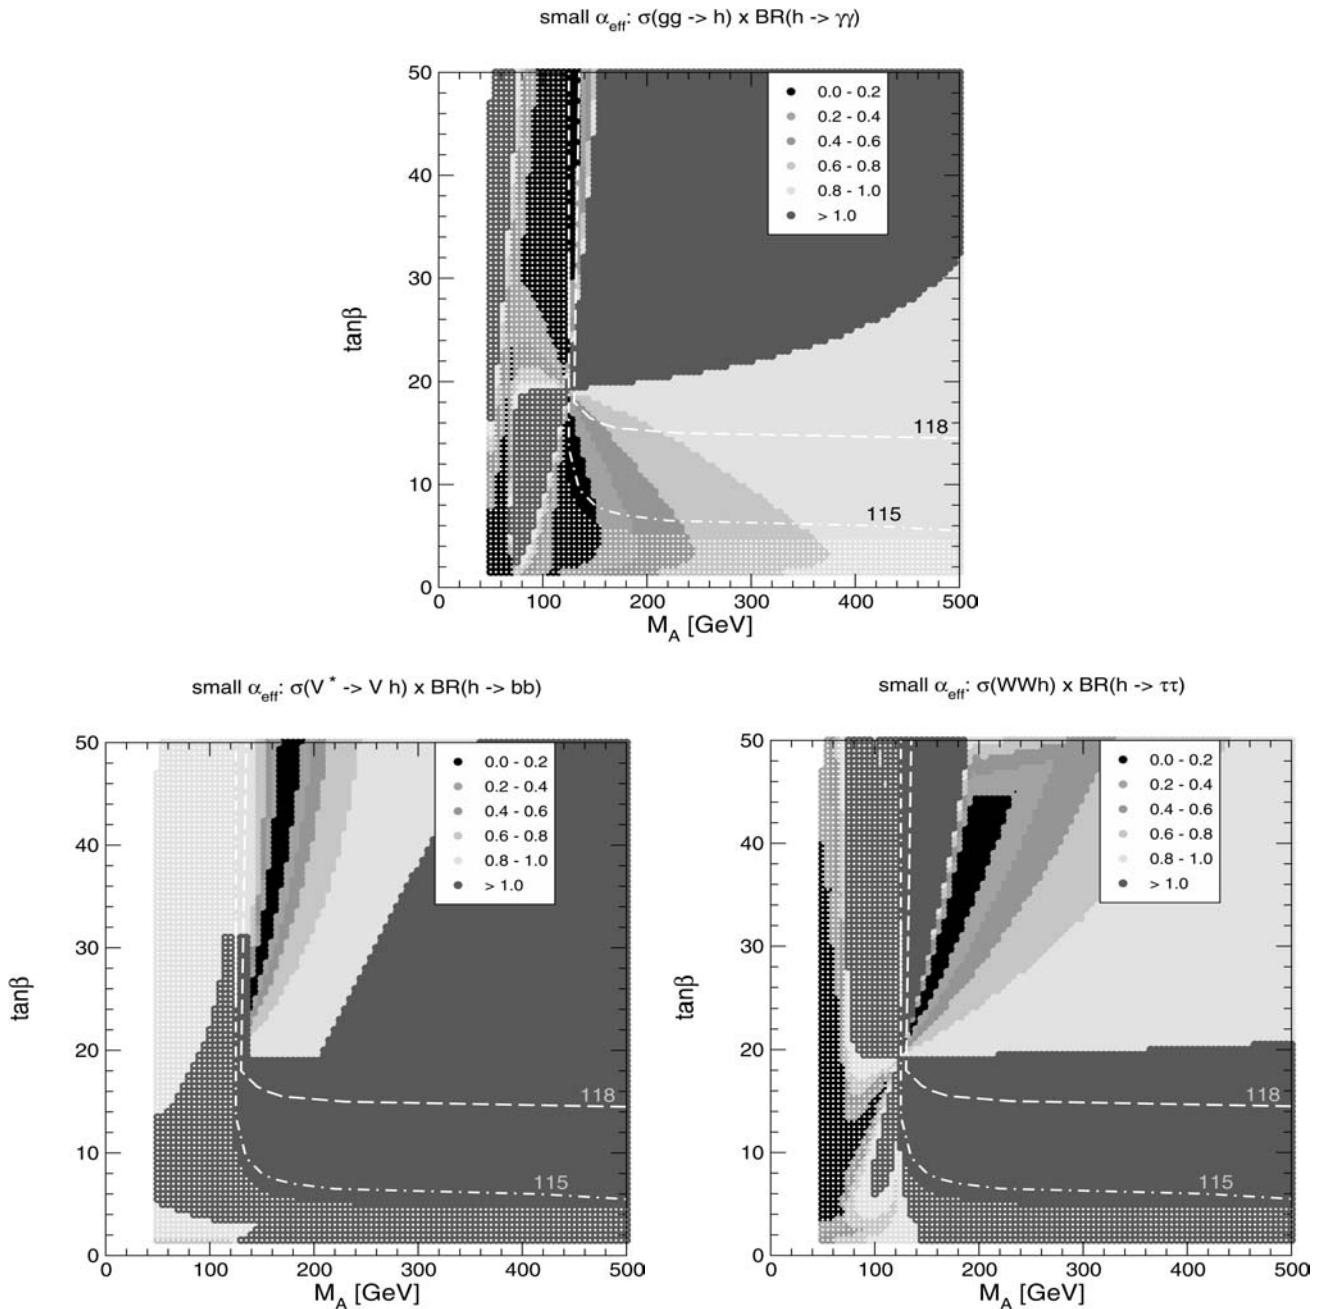 small αeff: σ(gg -> h) x BR(h -> γγ)
50
40
30
20
10
0
tanβ
0.0 - 0.2
0.2 - 0.4
0.4 - 0.6
0.6 - 0.8
0.8 - 1.0
> 1.0
118
115
0 100 200 300 400 500
M_A [GeV]
small αeff: σ(V* -> V h) x BR(h -> bb)
50
40
30
20
10
0
tanβ
0.0 - 0.2
0.2 - 0.4
0.4 - 0.6
0.6 - 0.8
0.8 - 1.0
> 1.0
118
115
0 100 200 300 400 500
M_A [GeV]
small αeff: σ(WWh) x BR(h -> ττ)
50
40
30
20
10
0
tanβ
0.0 - 0.2
0.2 - 0.4
0.4 - 0.6
0.6 - 0.8
0.8 - 1.0
> 1.0
118
115
0 100 200 300 400 500
M_A [GeV]